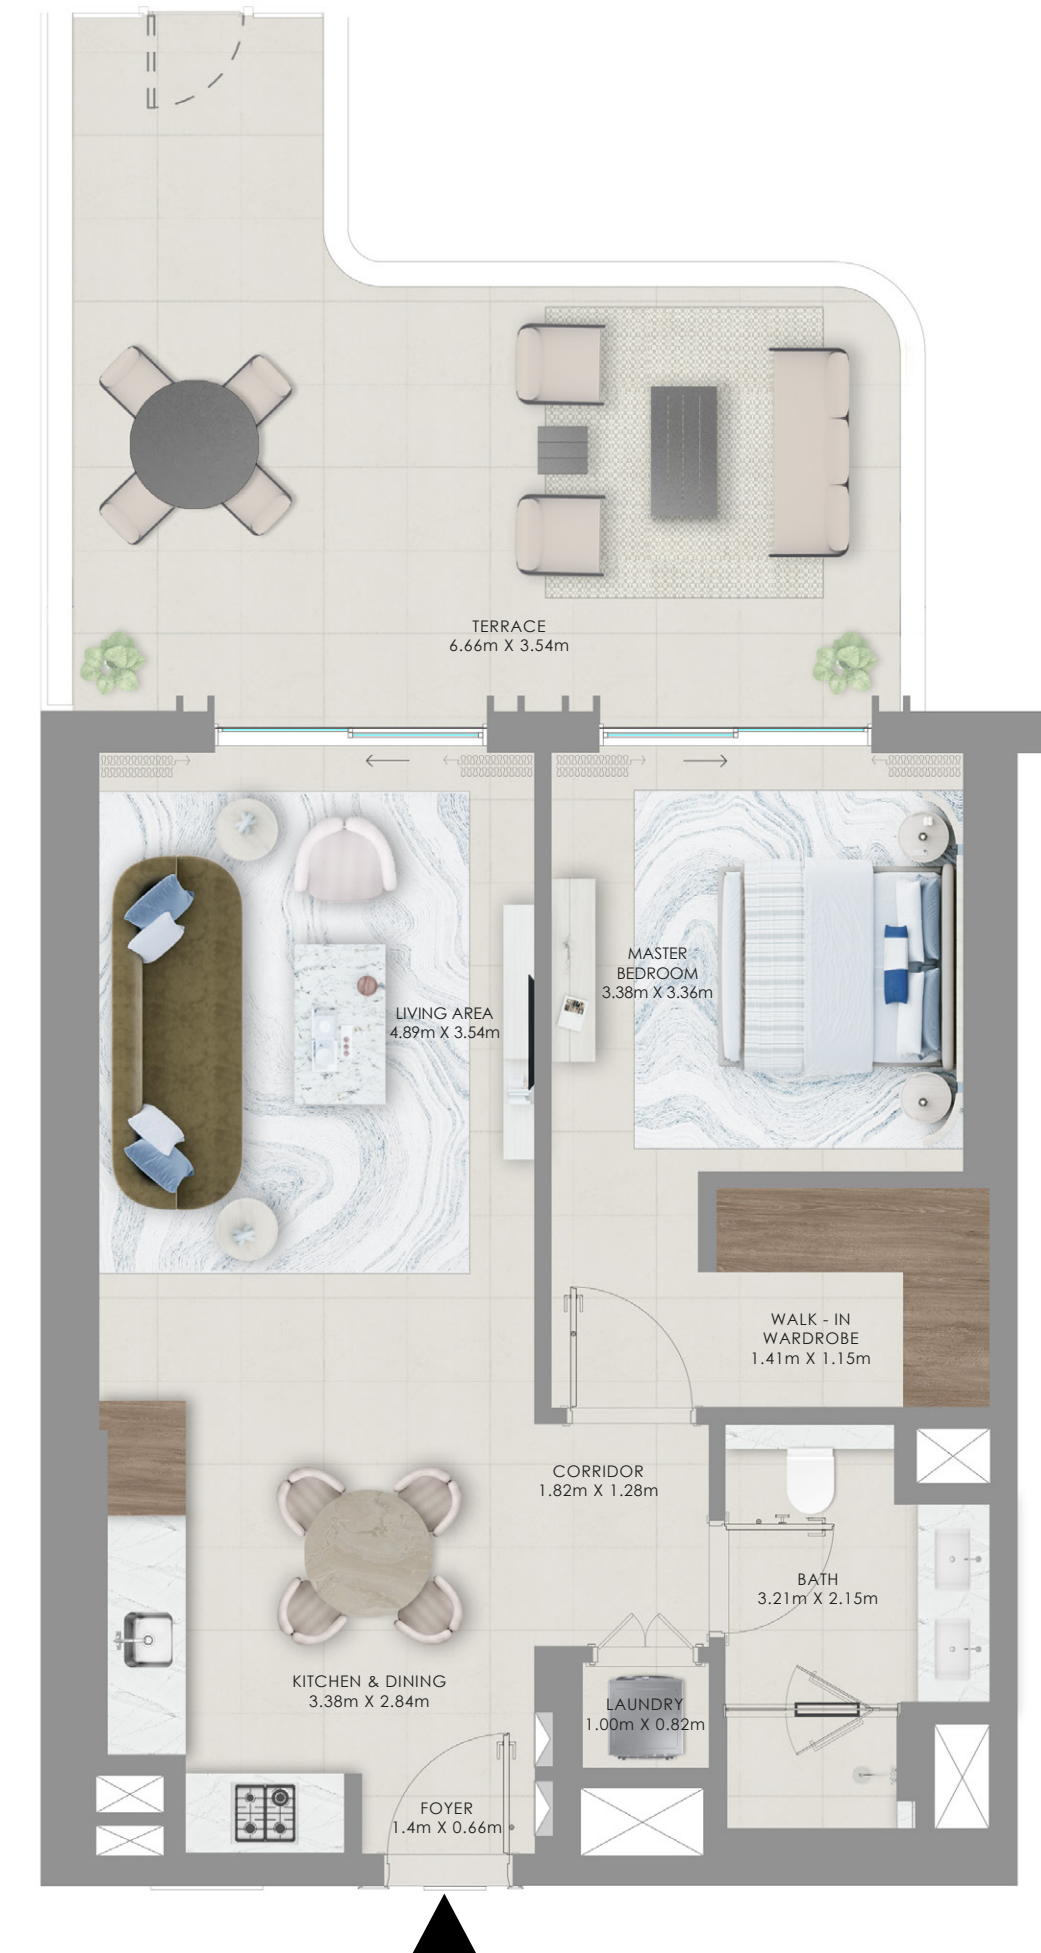 TERRACE
6.66m X 3.54m
MASTER
BEDROOM
3.38m X 3.36m
LIVING AREA
4.89m X 3.54m
WALK - IN
WARDROBE
1.41m X 1.15m
CORRIDOR
1.82m X 1.28m
BATH
3.21m X 2.15m
KITCHEN & DINING
3.38m X 2.84m
LAUNDRY
1.00m X 0.82m
FOYER
1.4m X 0.66m